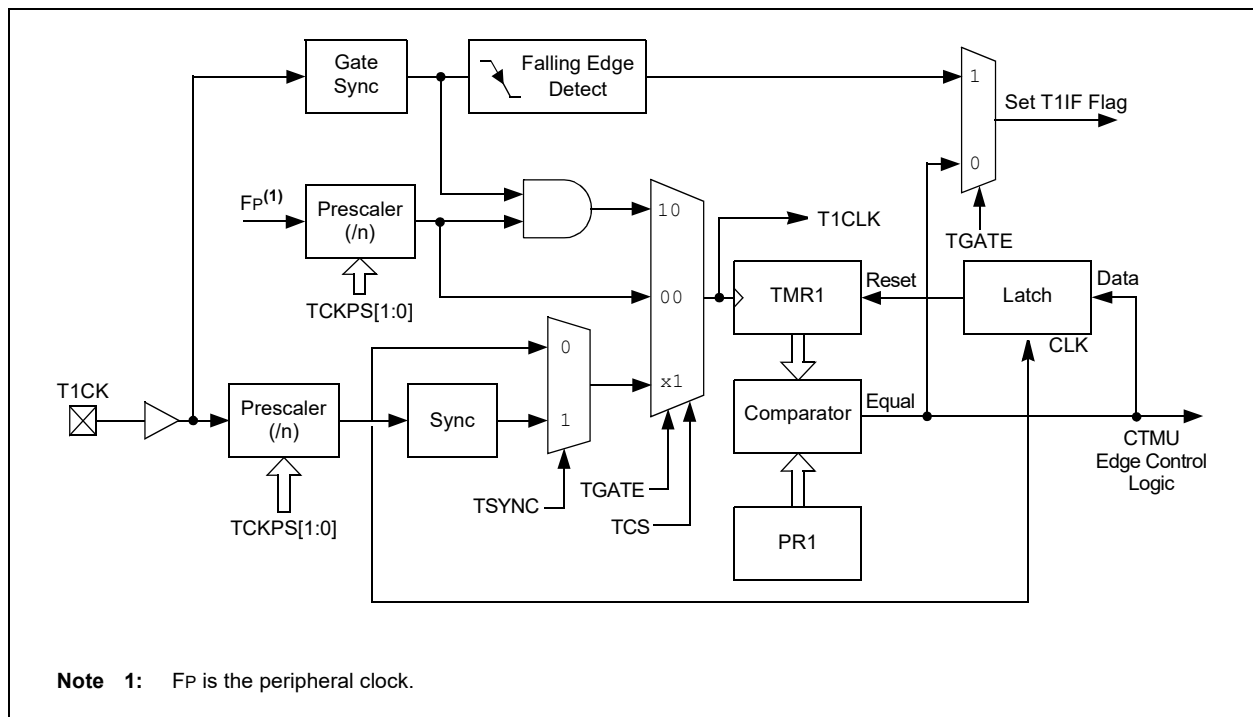 Gate
Sync
Falling Edge
Detect
1
Set T1IF Flag
0
TGATE
FP(1)
Prescaler
(/n)
TCKPS[1:0]
10
00
x1
T1CLK
TMR1
Reset
Latch
Data
CLK
0
1
T1CK
Prescaler
(/n)
Sync
TCKPS[1:0]
TSYNC
TGATE
TCS
Comparator
Equal
PR1
CTMU
Edge Control
Logic
Note 1: FP is the peripheral clock.